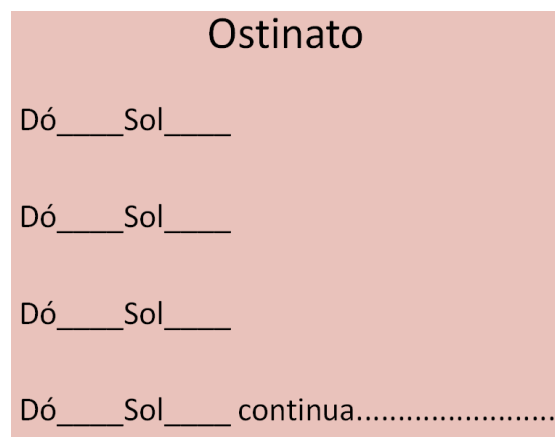 Ostinato
Dó____Sol____
Dó____Sol____
Dó____Sol____
Dó____Sol____ continua........................